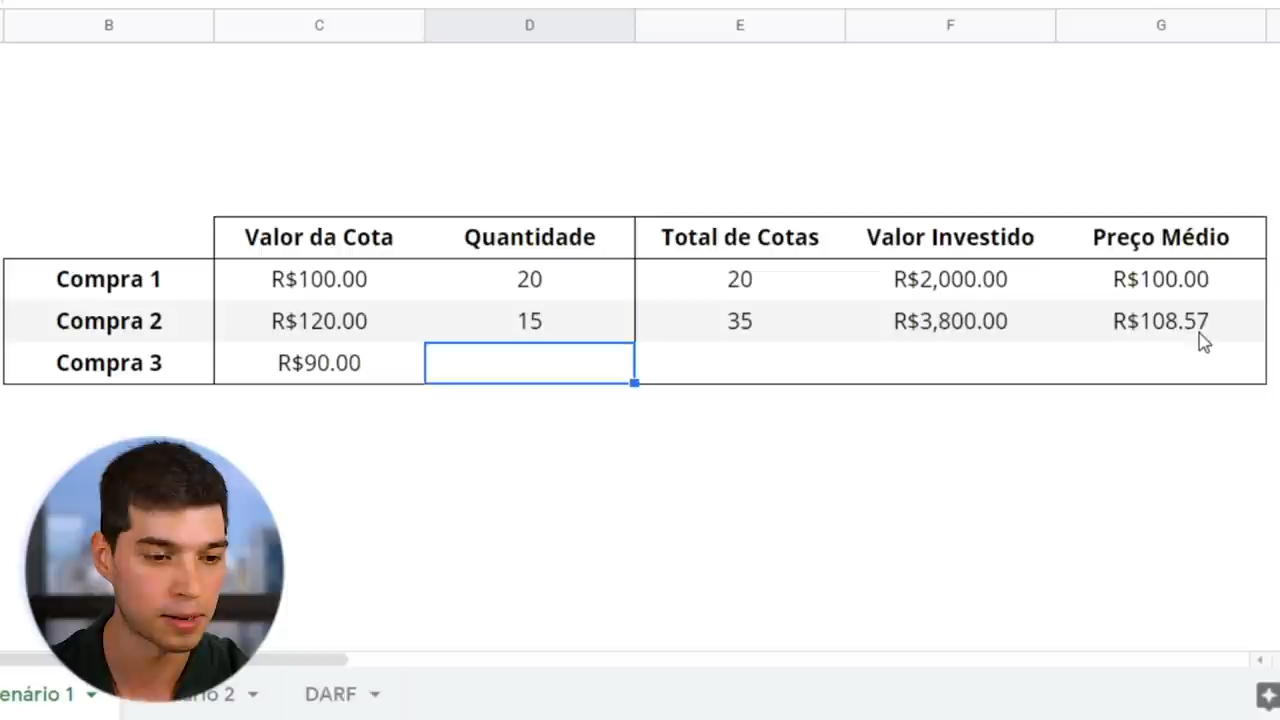 B C D E F G
Valor da Cota Quantidade Total de Cotas Valor Investido Preço Médio
Compra 1 R$100.00 20 20 R$2,000.00 R$100.00
Compra 2 R$120.00 15 35 R$3,800.00 R$108.57
Compra 3 R$90.00
enário 1 ário 2 DARF